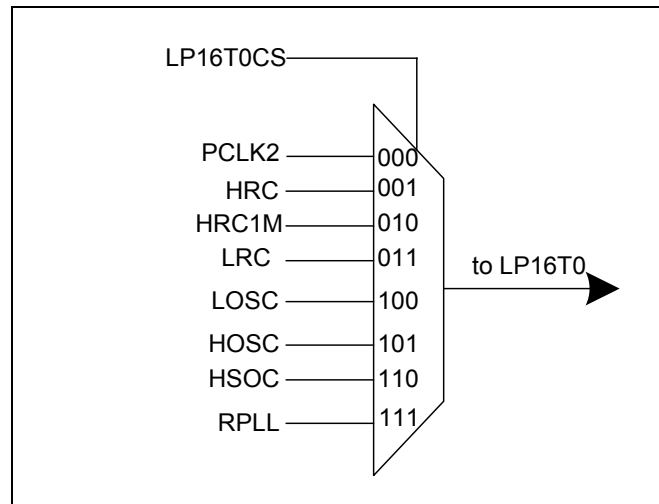 LP16T0CS
PCLK2 000
HRC 001
HRC1M 010
LRC 011
to LP16T0
LOSC 100
HOSC 101
HSOC 110
RPLL 111